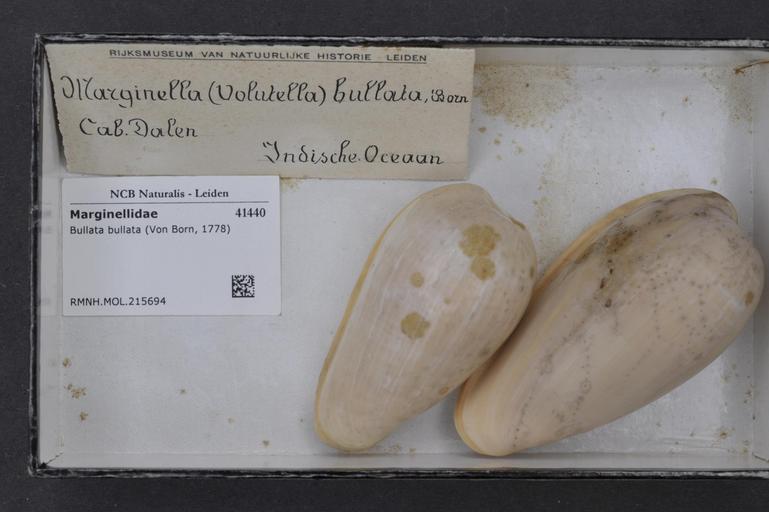 RIJKSMUSEUM VAN NATUURLIJKE HISTORIE LEIDEN
Marginella (Volutella) bullata, Born
Cab. Dalen
Indische Oceaan
NCB Naturalis - Leiden
Marginellidae 41440
Bullata bullata (Von Born, 1778)
RMNH.MOL.215694